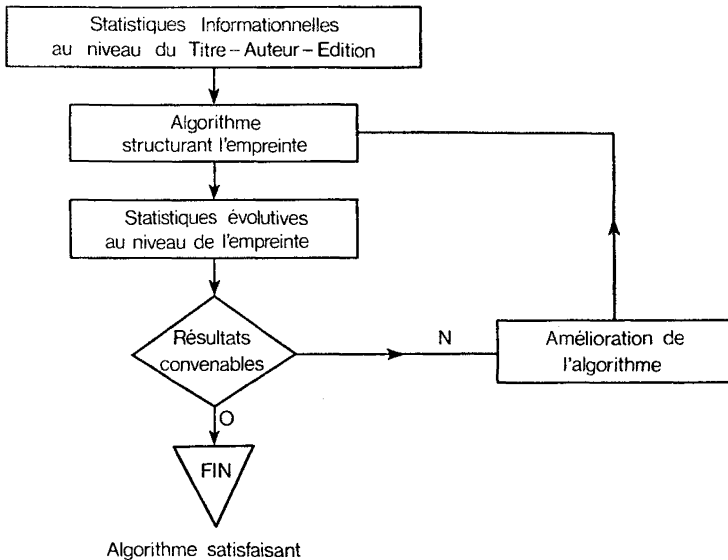 Statistiques Informationnelles
au niveau du Titre-Auteur-Edition
Algorithme
structurant l'empreinte
Statistiques évolutives
au niveau de l'empreinte
Résultats
convenables
N
Amélioration de
l'algorithme
O
FIN
Algorithme satisfaisant